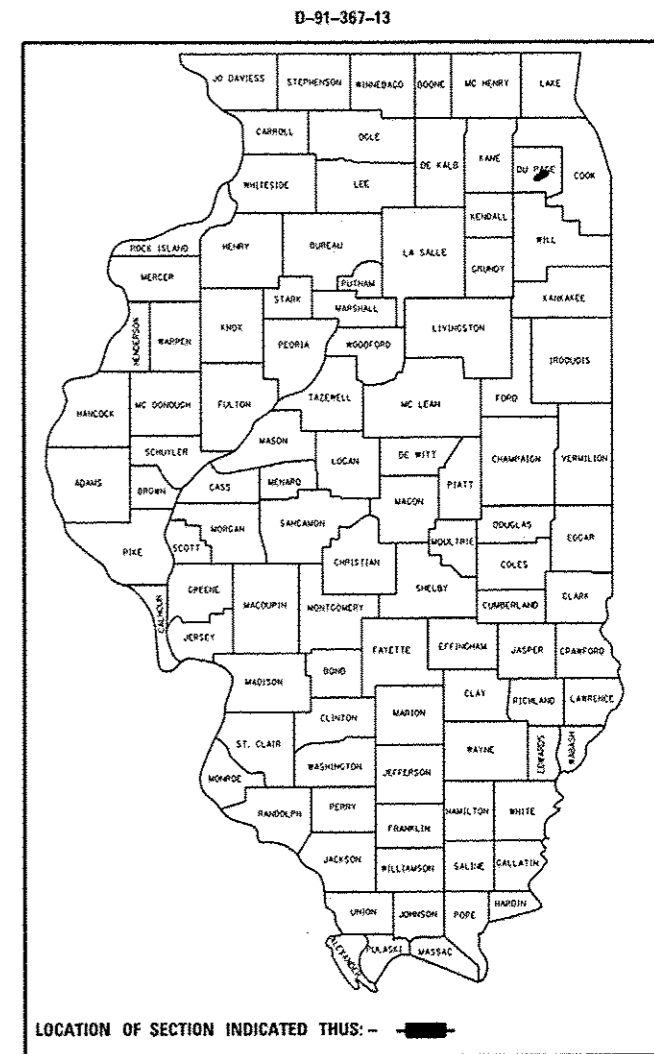 D-91-367-13
JO DAVIESS STEPHENSON WINNEBAGO BOONE MC HENRY LAKE
CARROLL OGLE DE KALB KANE DU PAGE COOK
WHITESIDE LEE
KENDALL WILL
ROCK ISLAND HENRY BUREAU LA SALLE GRUNDY
MERCER PUTNAM KANKAKEE
STARK MARSHALL
HENDERSON WARREN KNOX PEORIA WOODFORD LIVINGSTON IROQUOIS
HANCOCK MC DONOUGH FULTON TAZEWELL MC LEAN FORD
MASON
SCHUYLER LOGAN DE WITT CHAMPAIGN VERMILION
ADAMS BROWN CASS MENARD MACON PIATT
MORGAN SANGAMON DOUGLAS
PIKE SCOTT CHRISTIAN MOULTRIE COLES EDGAR
GREENE MACOUPIN MONTGOMERY SHELBY CUMBERLAND CLARK
CALHOUN JERSEY FAYETTE EFFINGHAM JASPER CRAWFORD
MADISON BOND CLAY RICHLAND LAWRENCE
CLINTON MARION
ST. CLAIR WAYNE EDWARDS WABASH
MONROE WASHINGTON JEFFERSON
RANDOLPH PERRY HAMILTON WHITE
FRANKLIN
JACKSON WILLIAMSON SALINE GALLATIN
UNION JOHNSON POPE HARDIN
ALEXANDER PULASKI MASSAC
LOCATION OF SECTION INDICATED THUS: -